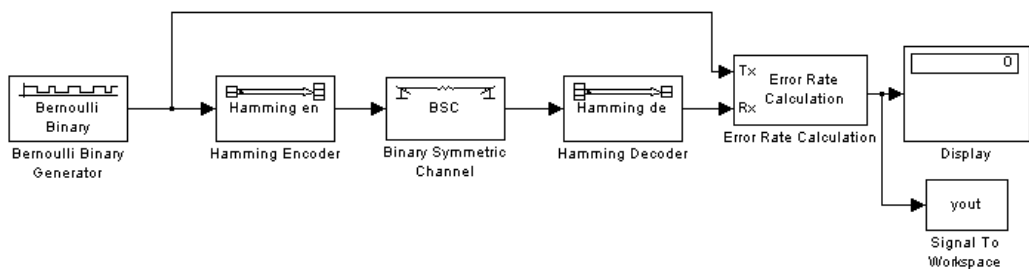 Bernoulli
Binary
Bernoulli Binary
Generator
Hamming en
Hamming Encoder
BSC
Binary Symmetric
Channel
Hamming de
Hamming Decoder
Tx
Rx
Error Rate
Calculation
Error Rate Calculation
0
Display
yout
Signal To
Workspace